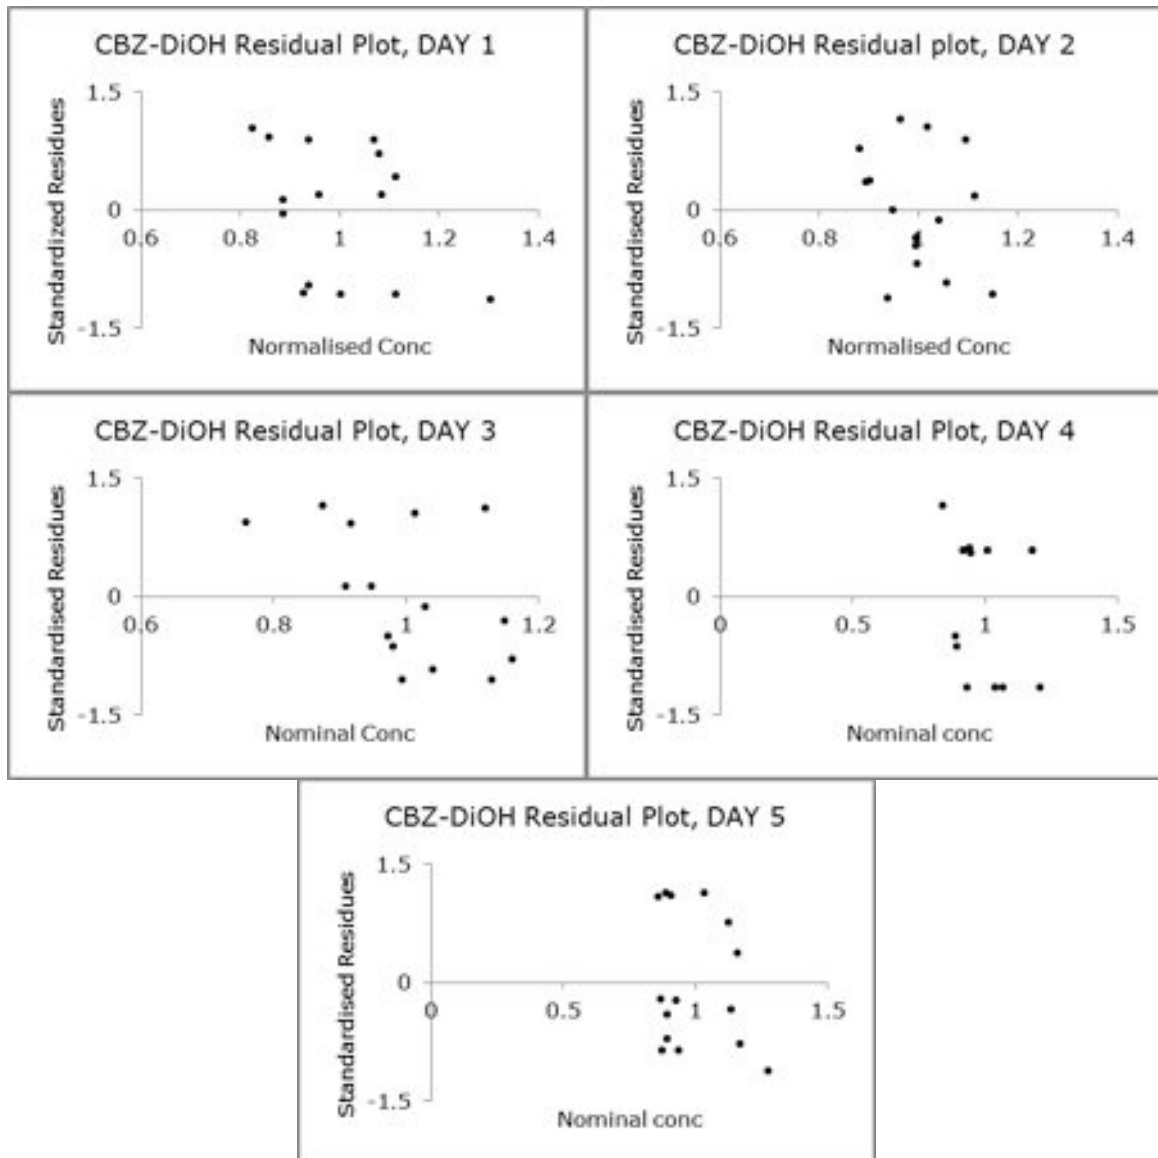 CBZ-DiOH Residual Plot, DAY 1
Standardized Residues
1.5
0
-1.5
0.6 0.8 1 1.2 1.4
Normalised Conc
CBZ-DiOH Residual plot, DAY 2
Standardised Residues
1.5
0
-1.5
0.6 0.8 1 1.2 1.4
Normalised Conc
CBZ-DiOH Residual Plot, DAY 3
Standardised Residues
1.5
0
-1.5
0.6 0.8 1 1.2
Nominal Conc
CBZ-DiOH Residual Plot, DAY 4
Standardised Residues
1.5
0
-1.5
0 0.5 1 1.5
Nominal conc
CBZ-DiOH Residual Plot, DAY 5
Standardised Residues
1.5
0
-1.5
0 0.5 1 1.5
Nominal conc